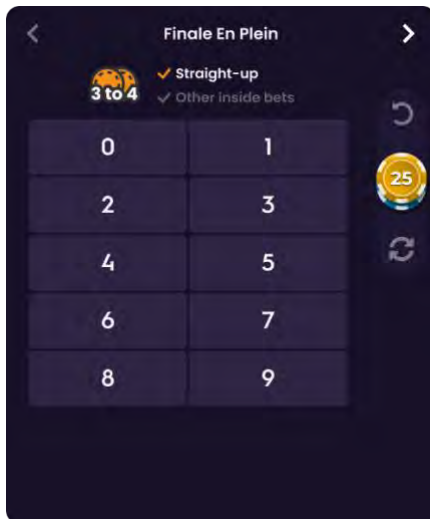 Finale En Plein
3 to 4
Straight-up
Other inside bets
0 1
25
2 3
4 5
6 7
8 9